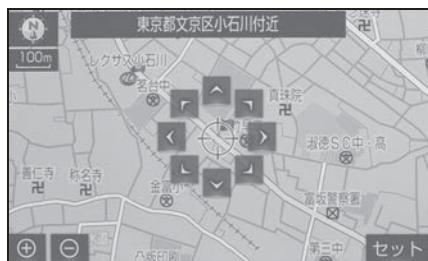 東京都文京区小石川付近
N
100m
レクサス小石川
茗台中
真珠院
淑徳SC中・高
善仁寺
称名寺
金富小
富坂警察署
第三中
セット